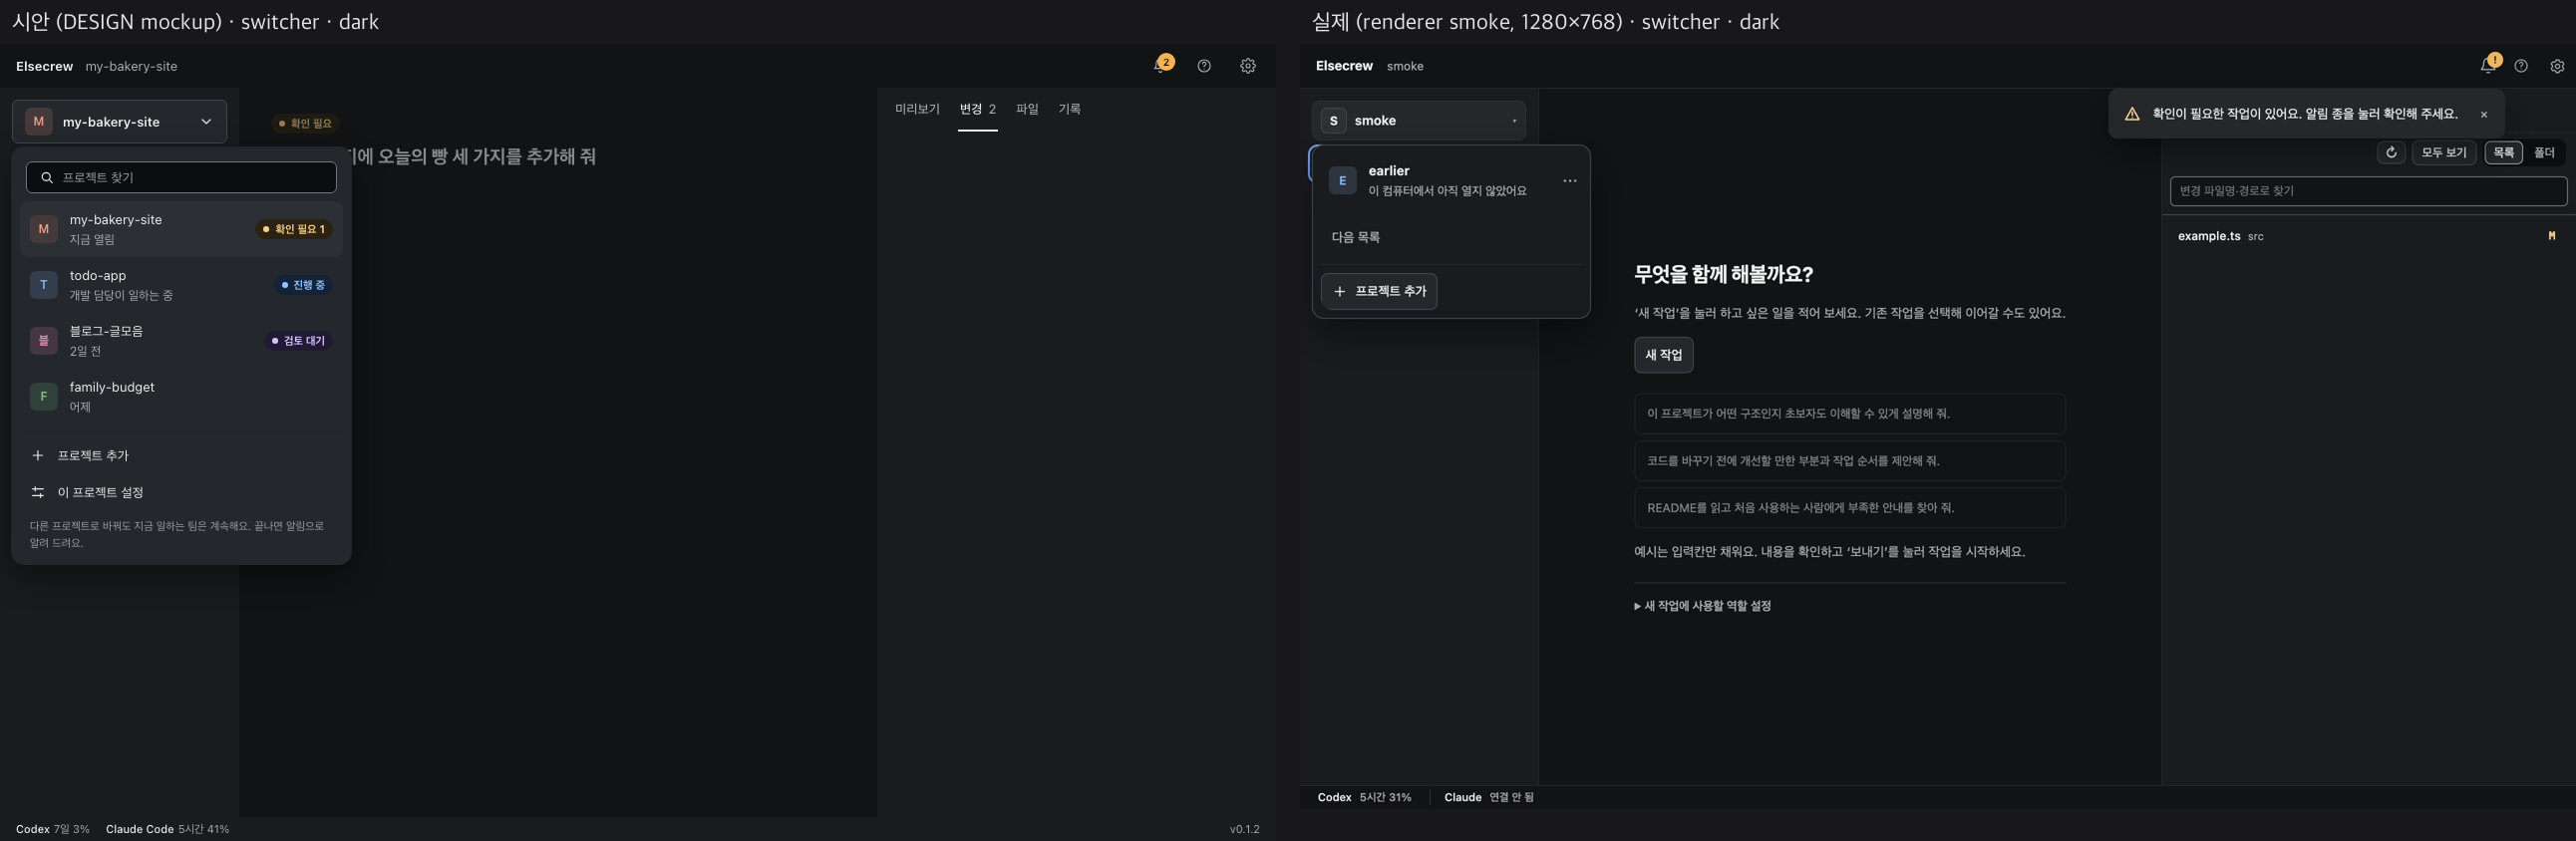 시안 (DESIGN mockup) · switcher · dark
Elsecrew my-bakery-site
2
M my-bakery-site
프로젝트 찾기
M my-bakery-site
지금 열림
확인 필요 1
T todo-app
개발 담당이 일하는 중
진행 중
블 블로그-글모음
2일 전
검토 대기
F family-budget
어제
프로젝트 추가
이 프로젝트 설정
다른 프로젝트로 바꿔도 지금 일하는 팀은 계속해요. 끝나면 알림으로
알려 드려요.
확인 필요
에 오늘의 빵 세 가지를 추가해 줘
미리보기 변경 2 파일 기록
Codex 7일 3% Claude Code 5시간 41%
v0.1.2
실제 (renderer smoke, 1280×768) · switcher · dark
Elsecrew smoke
!
S smoke
E earlier
이 컴퓨터에서 아직 열지 않았어요
다음 목록
프로젝트 추가
무엇을 함께 해볼까요?
‘새 작업’을 눌러 하고 싶은 일을 적어 보세요. 기존 작업을 선택해 이어갈 수도 있어요.
새 작업
이 프로젝트가 어떤 구조인지 초보자도 이해할 수 있게 설명해 줘.
코드를 바꾸기 전에 개선할 만한 부분과 작업 순서를 제안해 줘.
README를 읽고 처음 사용하는 사람에게 부족한 안내를 찾아 줘.
예시는 입력칸만 채워요. 내용을 확인하고 ‘보내기’를 눌러 작업을 시작하세요.
새 작업에 사용할 역할 설정
확인이 필요한 작업이 있어요. 알림 종을 눌러 확인해 주세요.
모두 보기 목록 폴더
변경 파일명·경로로 찾기
example.ts src M
Codex 5시간 31% Claude 연결 안 됨